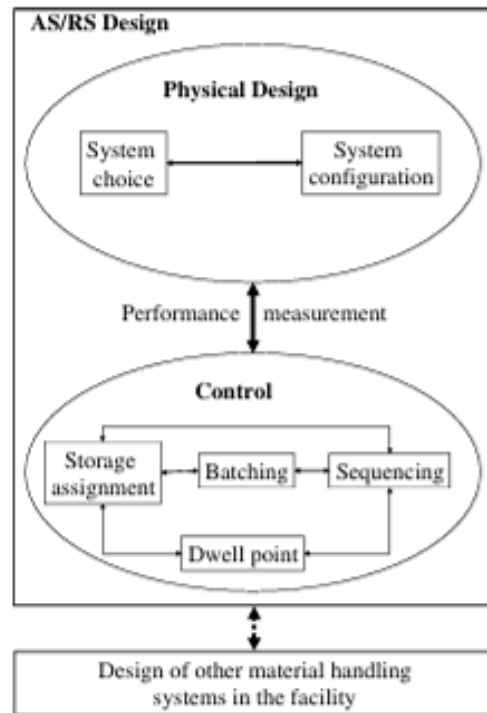 AS/RS Design
Physical Design
System
choice
System
configuration
Performance measurement
Control
Storage
assignment
Batching
Sequencing
Dwell point
Design of other material handling
systems in the facility